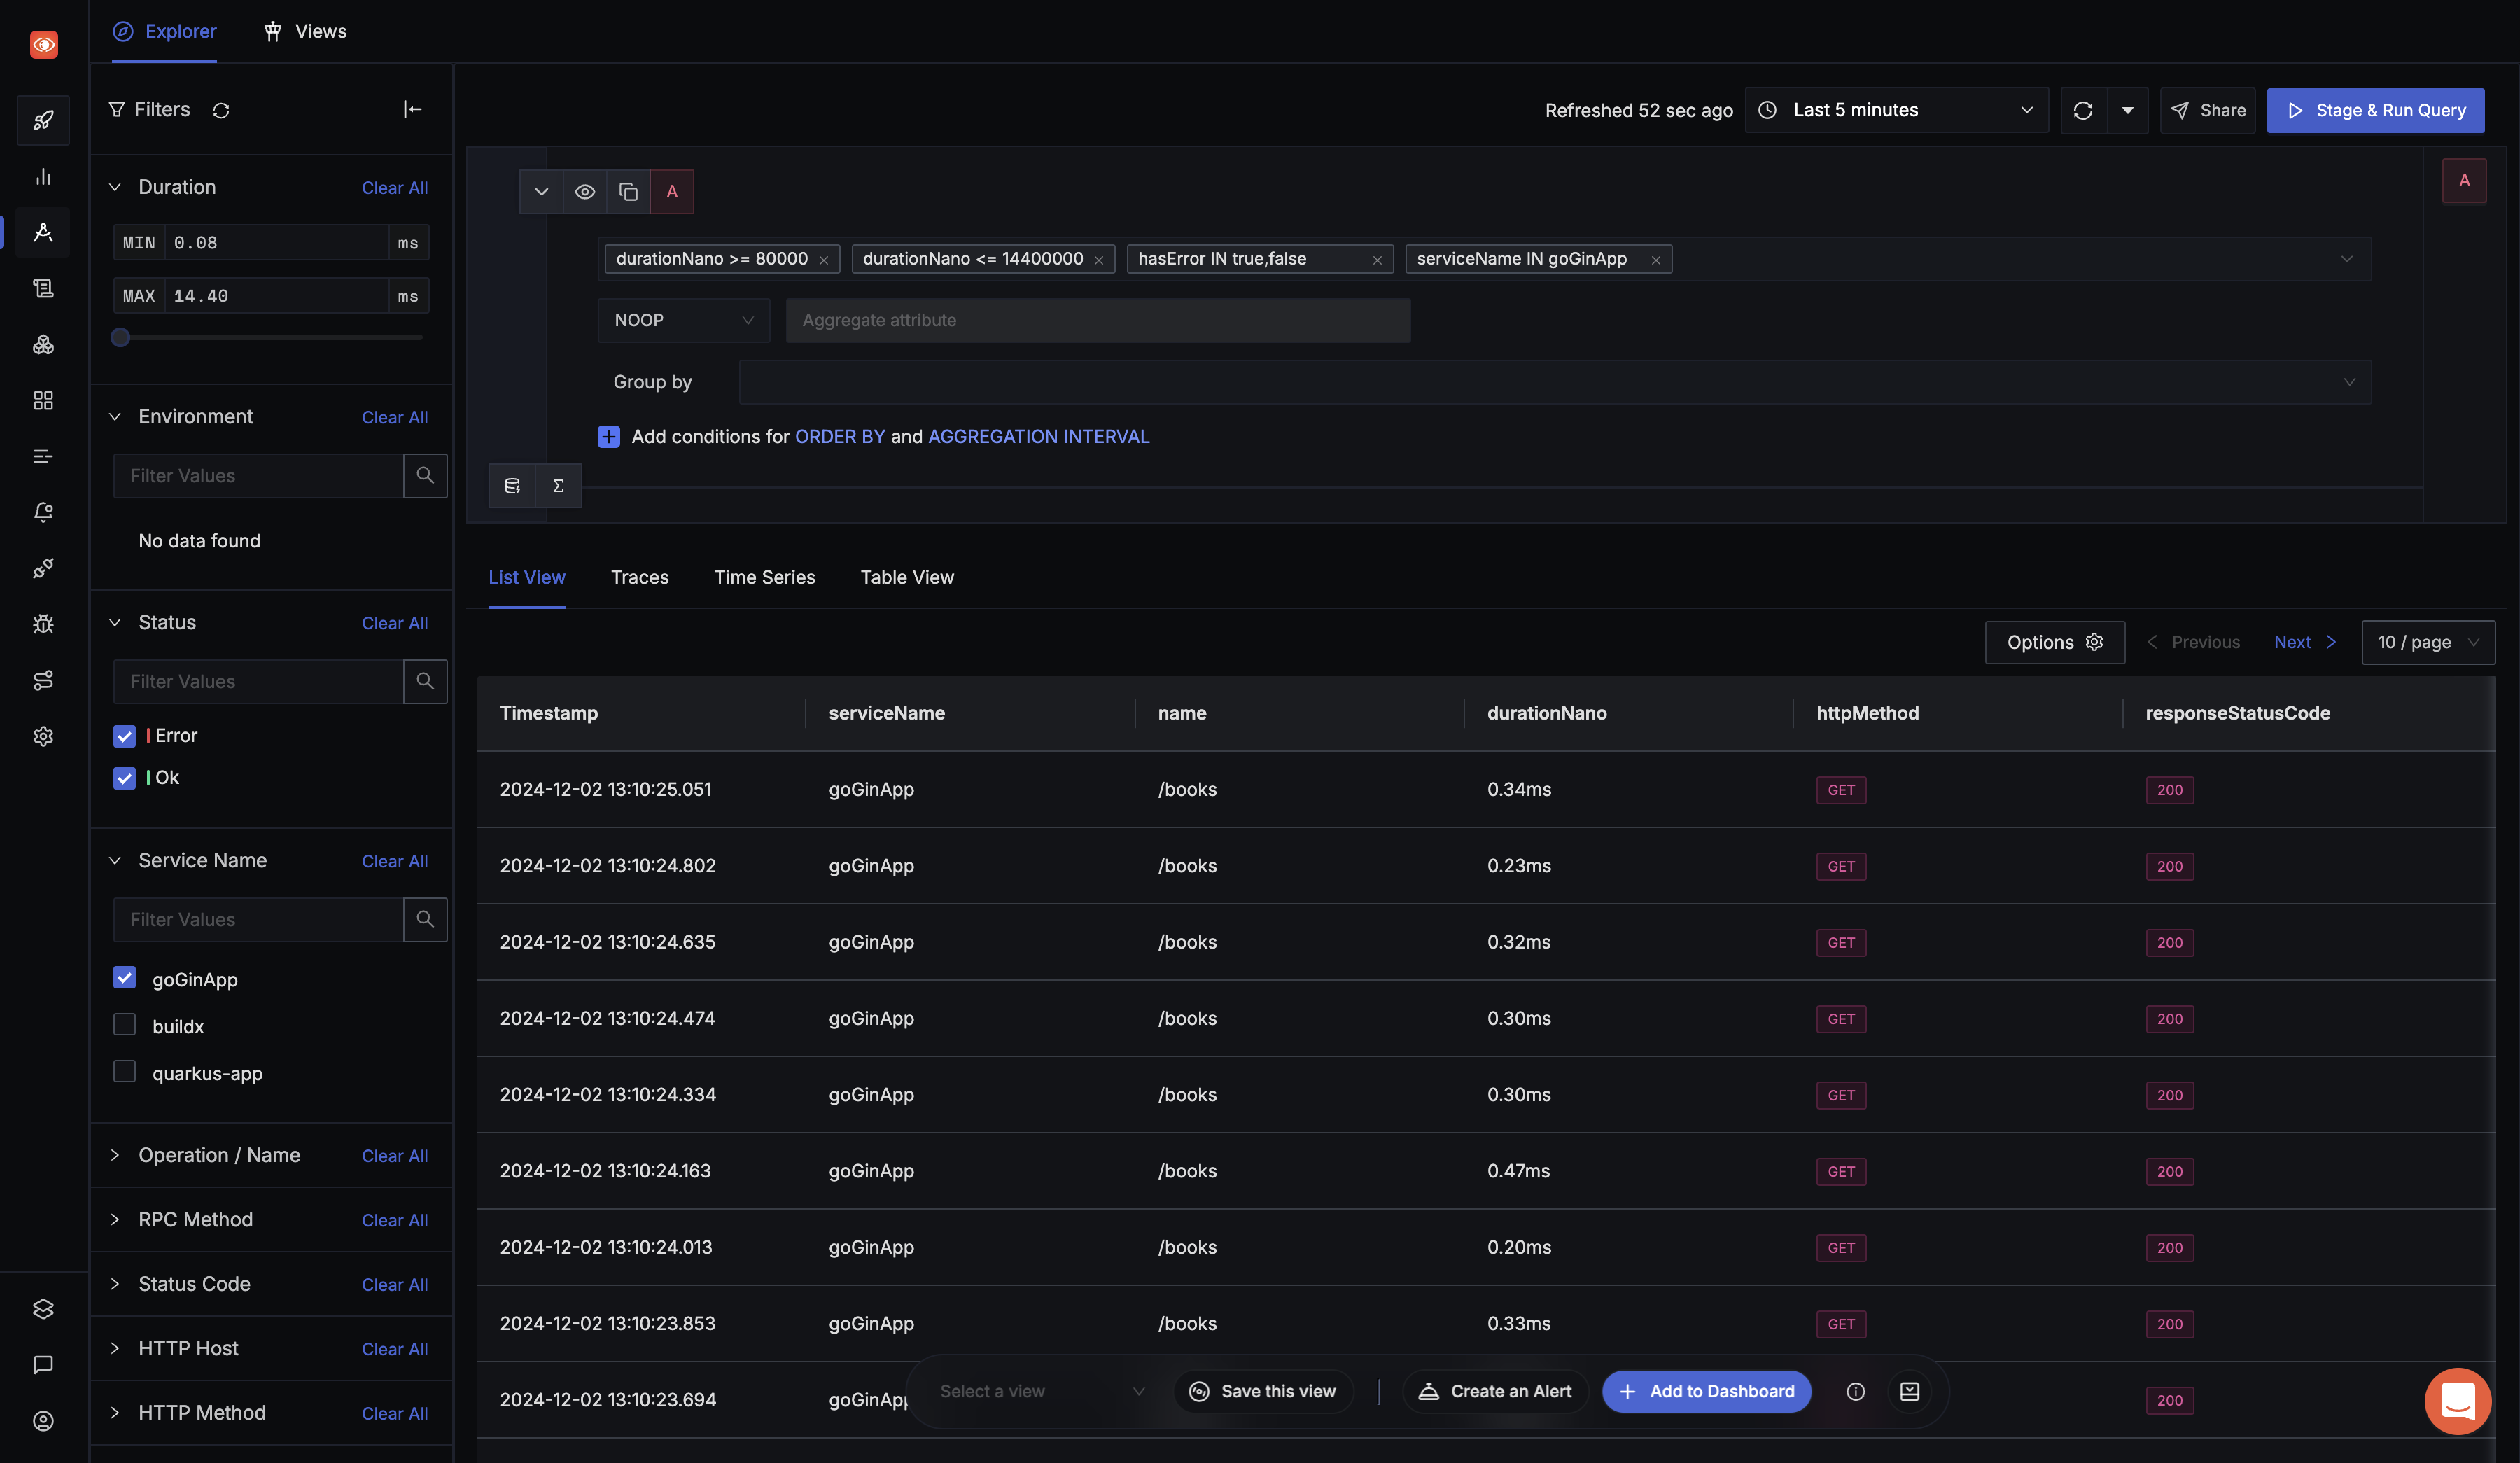 Explorer
Views
Filters
Refreshed 52 sec ago
Last 5 minutes
Share
Stage & Run Query
Duration
Clear All
MIN 0.08 ms
MAX 14.40 ms
Environment
Clear All
Filter Values
No data found
Status
Clear All
Filter Values
Error
Ok
Service Name
Clear All
Filter Values
goGinApp
buildx
quarkus-app
Operation / Name
Clear All
RPC Method
Clear All
Status Code
Clear All
HTTP Host
Clear All
HTTP Method
Clear All
A
A
durationNano >= 80000
durationNano <= 14400000
hasError IN true,false
serviceName IN goGinApp
NOOP
Aggregate attribute
Group by
Add conditions for ORDER BY and AGGREGATION INTERVAL
Σ
List View
Traces
Time Series
Table View
Options
Previous
Next
10 / page
Timestamp serviceName name durationNano httpMethod responseStatusCode
2024-12-02 13:10:25.051 goGinApp /books 0.34ms GET 200
2024-12-02 13:10:24.802 goGinApp /books 0.23ms GET 200
2024-12-02 13:10:24.635 goGinApp /books 0.32ms GET 200
2024-12-02 13:10:24.474 goGinApp /books 0.30ms GET 200
2024-12-02 13:10:24.334 goGinApp /books 0.30ms GET 200
2024-12-02 13:10:24.163 goGinApp /books 0.47ms GET 200
2024-12-02 13:10:24.013 goGinApp /books 0.20ms GET 200
2024-12-02 13:10:23.853 goGinApp /books 0.33ms GET 200
2024-12-02 13:10:23.694 200
Select a view
Save this view
Create an Alert
Add to Dashboard